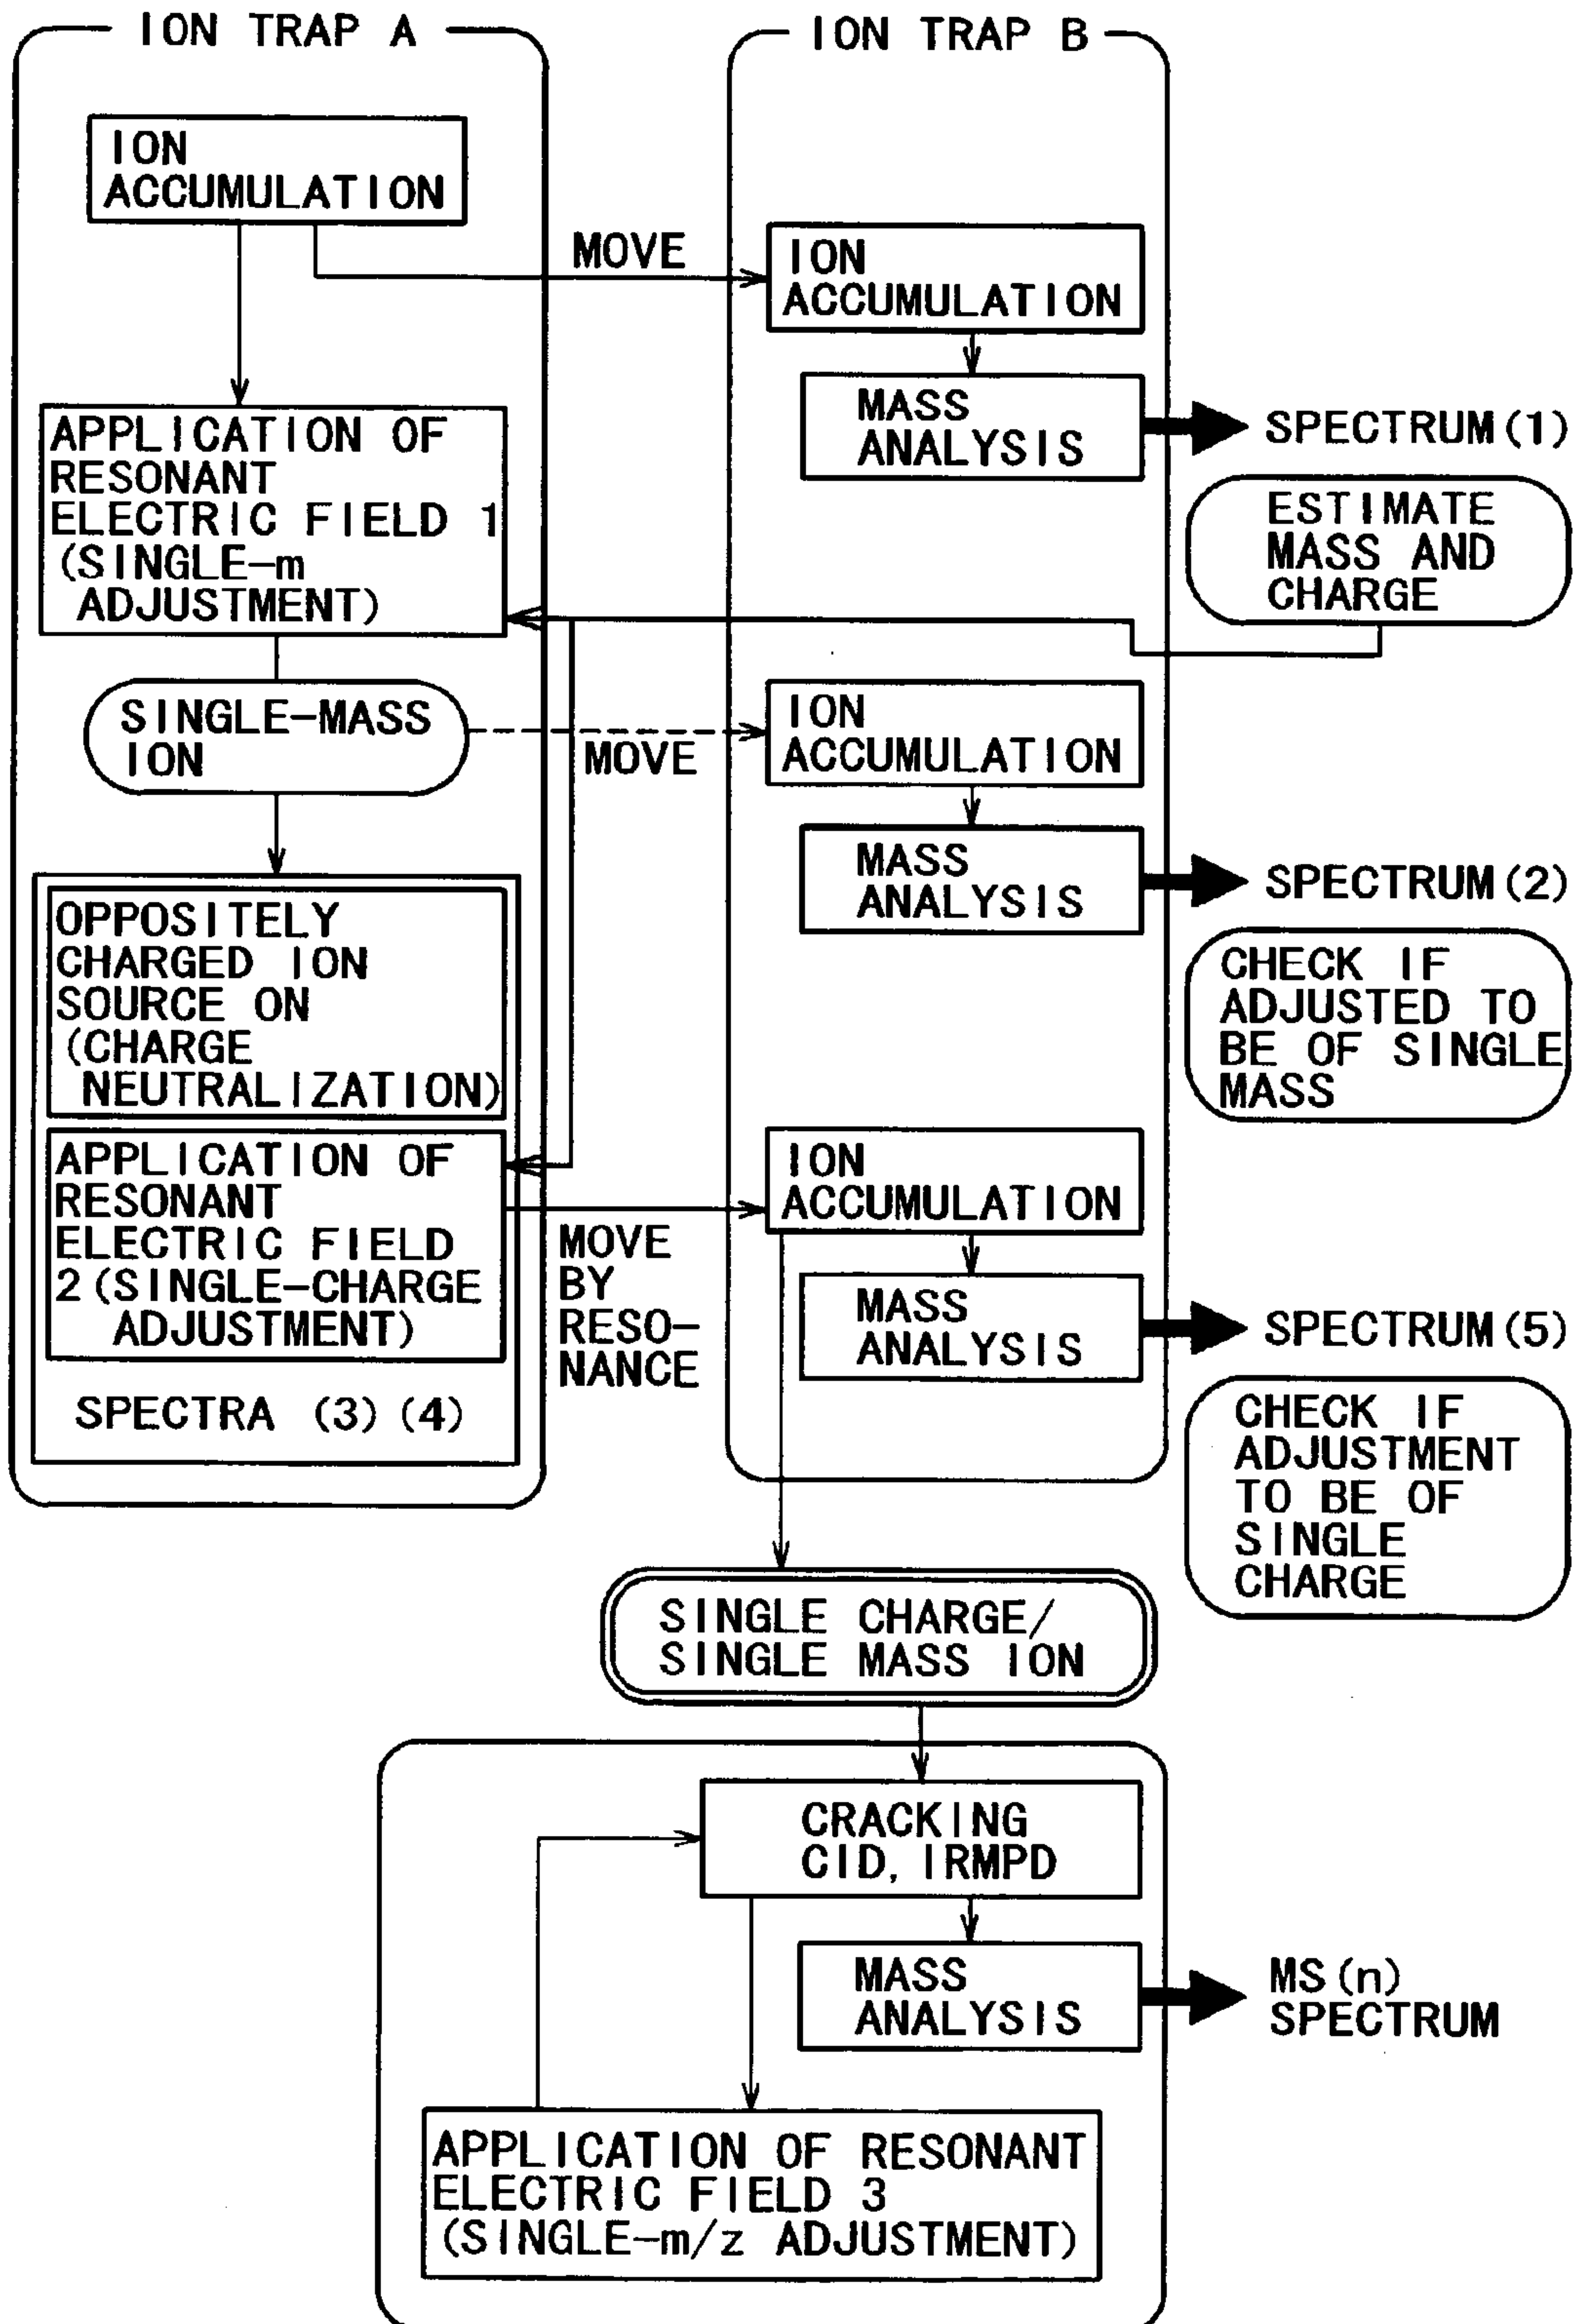 ION TRAP A
ION TRAP B
ION
ACCUMULATION
MOVE
ION
ACCUMULATION
MASS
ANALYSIS
SPECTRUM(1)
APPLICATION OF
RESONANT
ELECTRIC FIELD 1
(SINGLE-m
ADJUSTMENT)
ESTIMATE
MASS AND
CHARGE
SINGLE-MASS
ION
MOVE
ION
ACCUMULATION
MASS
ANALYSIS
SPECTRUM(2)
OPPOSITELY
CHARGED ION
SOURCE ON
(CHARGE
NEUTRALIZATION)
CHECK IF
ADJUSTED TO
BE OF SINGLE
MASS
APPLICATION OF
RESONANT
ELECTRIC FIELD
2(SINGLE-CHARGE
ADJUSTMENT)
SPECTRA (3)(4)
MOVE
BY
RESO-
NANCE
ION
ACCUMULATION
MASS
ANALYSIS
SPECTRUM(5)
CHECK IF
ADJUSTMENT
TO BE OF
SINGLE
CHARGE
SINGLE CHARGE/
SINGLE MASS ION
CRACKING
CID, IRMPD
MASS
ANALYSIS
MS(n)
SPECTRUM
APPLICATION OF RESONANT
ELECTRIC FIELD 3
(SINGLE-m/z ADJUSTMENT)